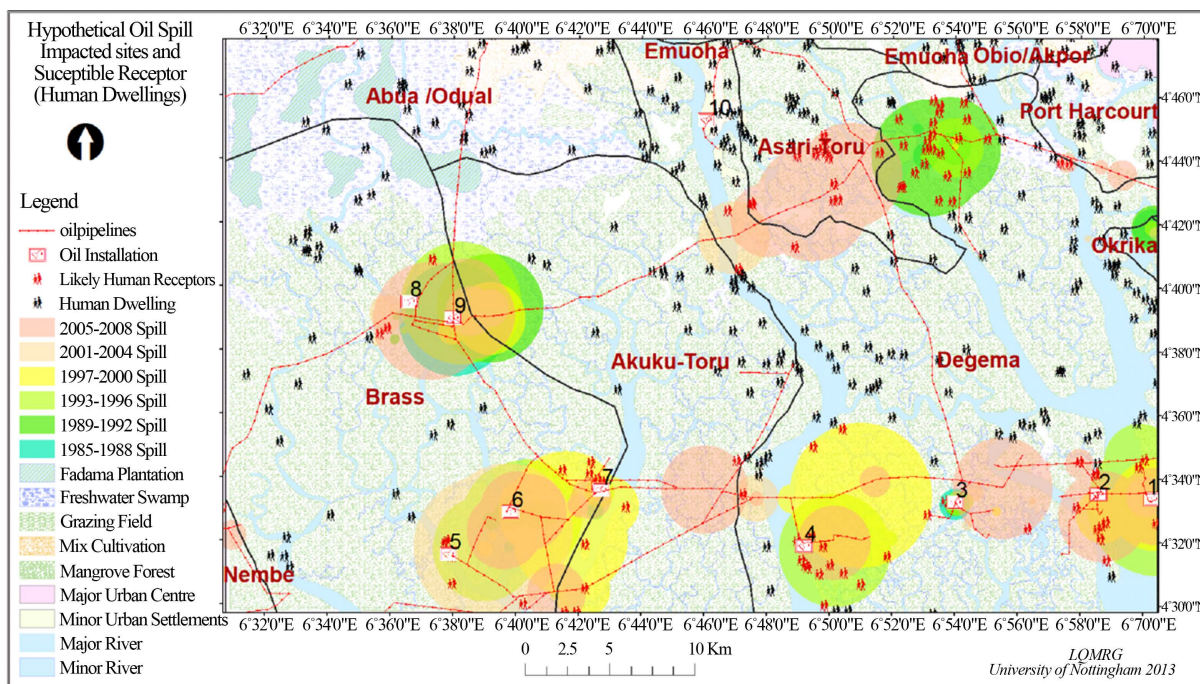 Hypothetical Oil Spill
Impacted sites and
Suceptible Receptor
(Human Dwellings)
Legend
oilpipelines
Oil Installation
Likely Human Receptors
Human Dwelling
2005-2008 Spill
2001-2004 Spill
1997-2000 Spill
1993-1996 Spill
1989-1992 Spill
1985-1988 Spill
Fadama Plantation
Freshwater Swamp
Grazing Field
Mix Cultivation
Mangrove Forest
Major Urban Centre
Minor Urban Settlements
Major River
Minor River
6°32'0"E 6°36'0"E 6°38'0"E 6°40'0"E 6°42'0"E 6°44'0"E 6°46'0"E 6°48'0"E 6°50'0"E 6°52'0"E 6°54'0"E 6°56'0"E 6°58'0"E 6°70'0"E
Emuoha
Emuoha Obio/Akpor
Abua /Odual
10
Port Harcourt
Asari-Toru
Okrika
8
9
Akuku-Toru
Degema
Brass
7
6
5
4
3
2
1
Nembe
4°46'0"N
4°44'0"N
4°42'0"N
4°40'0"N
4°38'0"N
4°36'0"N
4°34'0"N
4°32'0"N
4°30'0"N
6°32'0"E 6°36'0"E 6°38'0"E 6°40'0"E 6°42'0"E 6°44'0"E 6°46'0"E 6°48'0"E 6°50'0"E 6°52'0"E 6°54'0"E 6°56'0"E 6°58'0"E 6°70'0"E
0 2.5 5 10 Km
LQMRG
University of Nottingham 2013